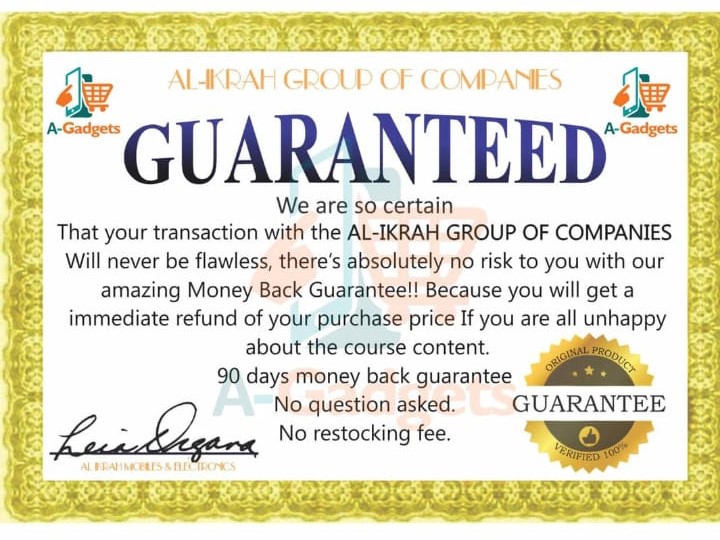 AL-IKRAH GROUP OF COMPANIES
A-Gadgets
A-Gadgets
GUARANTEED
We are so certain
That your transaction with the AL-IKRAH GROUP OF COMPANIES
Will never be flawless, there's absolutely no risk to you with our
amazing Money Back Guarantee!! Because you will get a
immediate refund of your purchase price If you are all unhappy
about the course content.
90 days money back guarantee
No question asked.
No restocking fee.
A-Gadgets
ORIGINAL PRODUCT
GUARANTEE
VERIFIED 100%
AL IKRAH MOBILES & ELECTRONICS